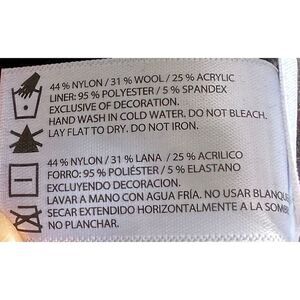 44 % NYLON / 31 % WOOL / 25 % ACRYLIC
LINER: 95 % POLYESTER / 5 % SPANDEX
EXCLUSIVE OF DECORATION.
HAND WASH IN COLD WATER. DO NOT BLEACH.
LAY FLAT TO DRY. DO NOT IRON.
44 % NYLON / 31 % LANA / 25 % ACRILICO
FORRO: 95 % POLIÉSTER / 5 % ELASTANO
EXCLUYENDO DECORACION.
LAVAR A MANO CON AGUA FRÍA. NO USAR BLANQUE
SECAR EXTENDIDO HORIZONTALMENTE A LA SOMB
NO PLANCHAR.